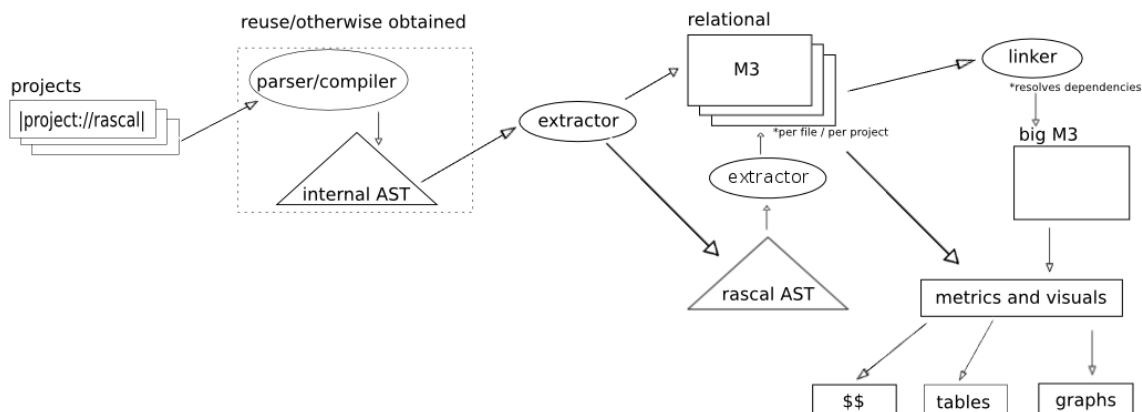 reuse/otherwise obtained
relational
projects
parser/compiler
M3
linker
|project://rascal|
extractor
*resolves dependencies
*per file / per project
big M3
internal AST
extractor
rascal AST
metrics and visuals
$$
tables
graphs